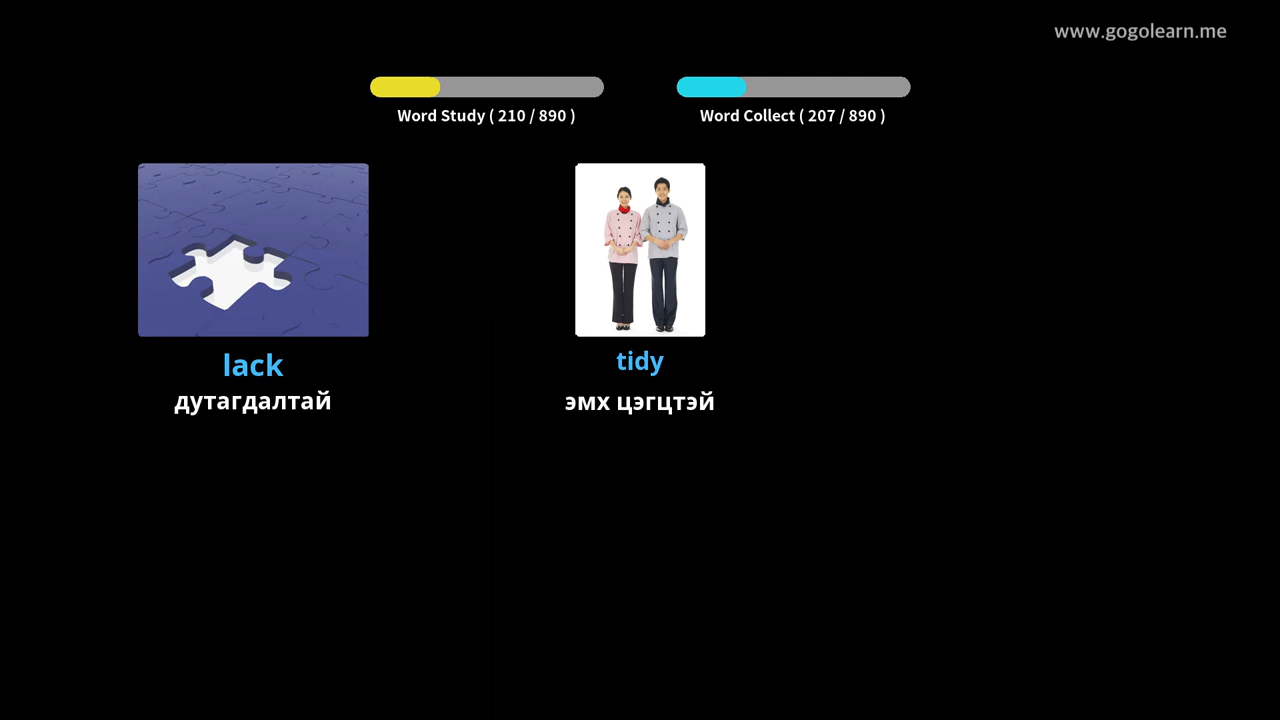 www.gogolearn.me
Word Study ( 210 / 890 )
Word Collect ( 207 / 890 )
lack
дутагдалтай
tidy
эмх цэгцтэй